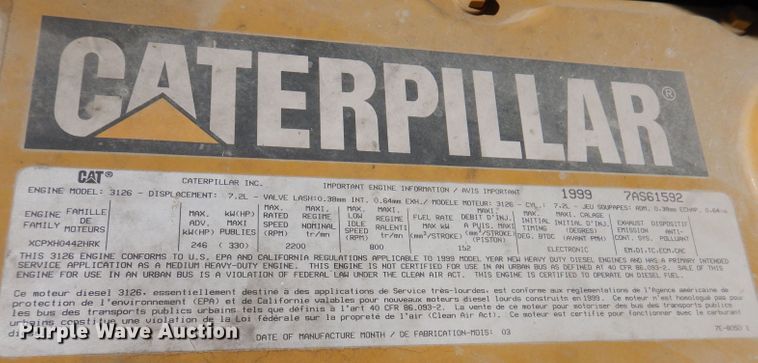 CATERPILLAR®
CAT® CATERPILLAR INC. IMPORTANT ENGINE INFORMATION / AVIS IMPORTANT 1999 7AS61592
ENGINE MODEL: 3126 - DISPLACEMENT: 7.2L - VALVE LASH:0.38mm INT, 0.64mm EXH./ MODELE MOTEUR: 3126 - CYL.: 7.2L - JEU SOUPAPES: ADM. 0.38mm ECHAP. 0.64
ENGINE FAMILLE
FAMILY MOTEURS
MAX. MAXI.
ADV. KW(HP)
KW(HP) PUBLIE
MAX. MAXI.
RATED REGIME
SPEED NOMINAL
(RPM) tr/mn
MAX. MAXI.
LOW REGIME
IDLE RALENTI
SPEED tr/mn
(RPM)
MAXI.
FUEL RATE DEBIT D'INJ.
MAX KW A PUIS. MAXI
(mm³/STROKE) (mm³/STROKE
(PISTON)
MAX. MAXI. CALAGE
INITIAL INITIAL D'INJ.
TIMING (DEGRES)
DEG. BTDC (AVANT PMH)
EXHAUST DISPOSITIF
EMISSION ANTI-
CONT. SYS. POLLUANT
XCPXH0442HRK 246 ( 330) 2200 800 152 ELECTRONIC EM.DI.TC.ECM.CAC
THIS 3126 ENGINE CONFORMS TO U.S. EPA AND CALIFORNIA REGULATIONS APPLICABLE TO 1999 MODEL YEAR NEW HEAVY DUTY DIESEL ENGINES AND HAS A PRIMARY INTENDED
SERVICE APPLICATION AS A MEDIUM HEAVY-DUTY ENGINE. THIS ENGINE IS NOT CERTIFIED FOR USE IN AN URBAN BUS AS DEFINED AT 40 CFR 86.093-2. SALE OF THIS
ENGINE FOR USE IN AN URBAN BUS IS A VIOLATION OF FEDERAL LAW UNDER THE CLEAN AIR ACT. THIS ENGINE IS CERTIFIED TO OPERATE ON DIESEL FUEL.
Ce moteur diesel 3126, essentiellement destiné à des applications de Service très-lourdes, est conforme aux réglementations de l'Agence américaine de
protection de l'environnement (EPA) et de Californie valables pour nouveaux moteurs diesel lourds construits en 1999. Ce moteur n'est homologué pas pour
les bus des transports publics urbains tels que définis à l'art 40 CFR 86.093-2. La vente de ce moteur pour motoriser des bus des transports publics
urbains constitue une violation de la Loi fédérale sur la propreté de l'air (Clean Air Act). Ce moteur est certifié pour fonctionner avec le carburant
DATE OF MANUFACTURE MONTH / DE FABRICATION-MOIS: 03
Purple Wave Auction